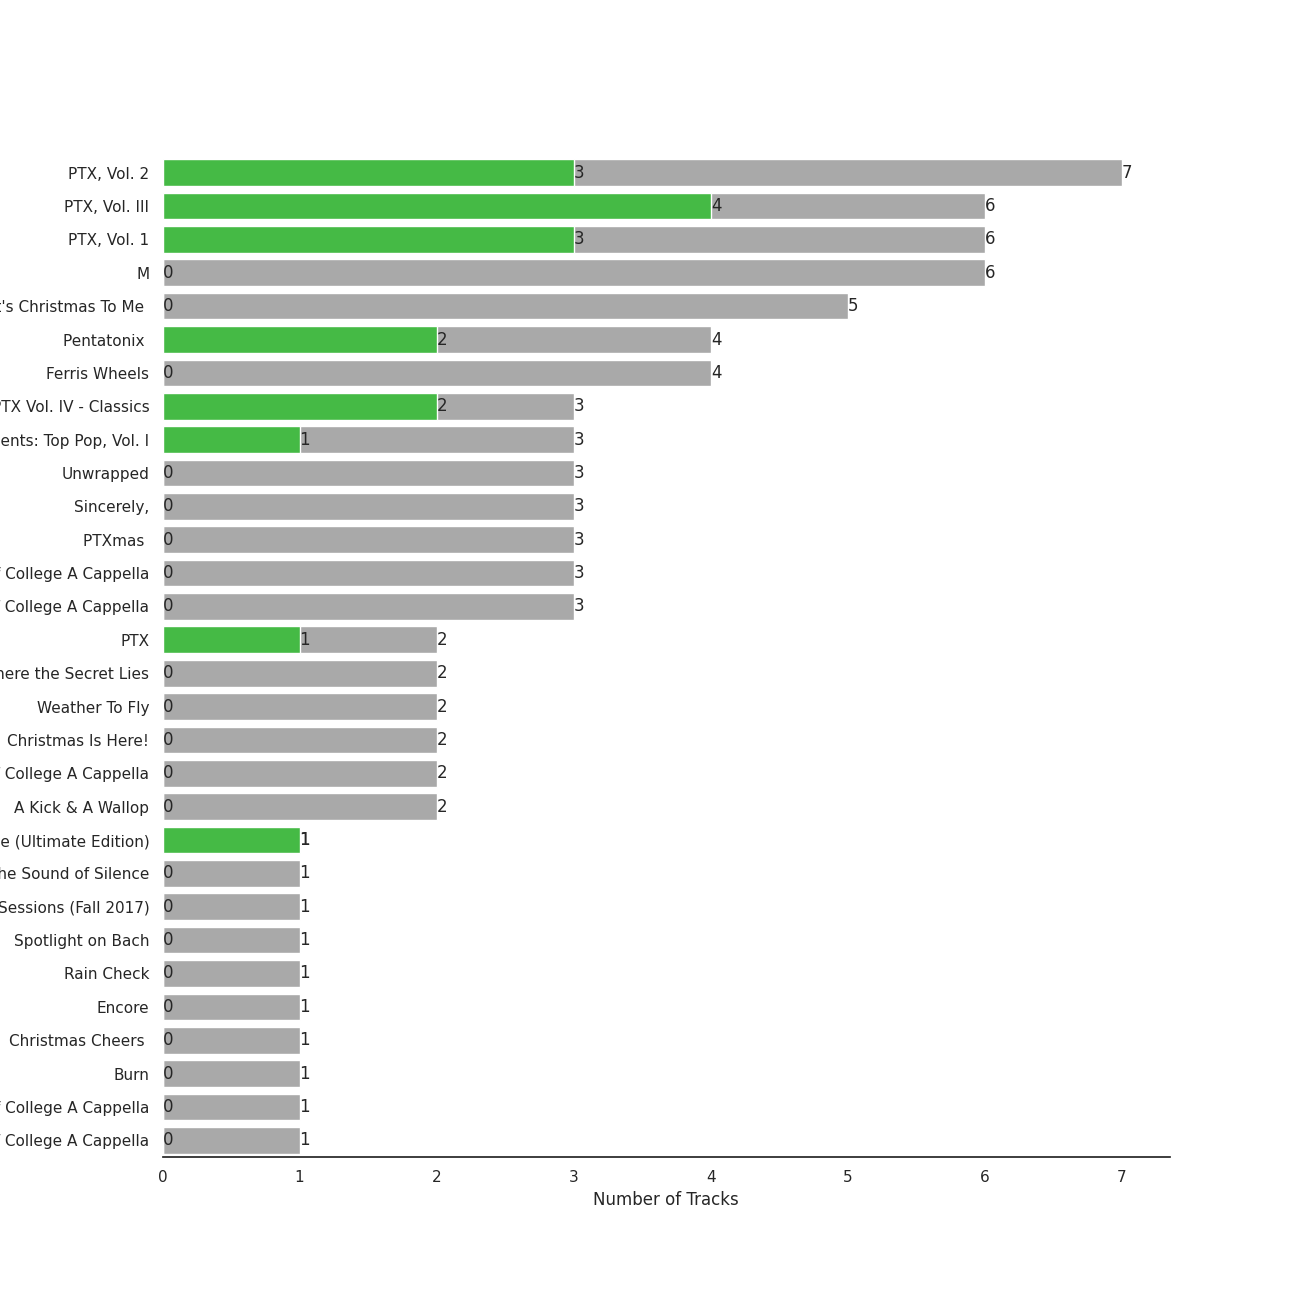 PTX, Vol. 2 3 7
PTX, Vol. III 4 6
PTX, Vol. 1 3 6
M 0 6
's Christmas To Me 0 5
Pentatonix 2 4
Ferris Wheels 0 4
PTX Vol. IV - Classics 2 3
ents: Top Pop, Vol. I 1 3
Unwrapped 0 3
Sincerely, 0 3
PTXmas 0 3
College A Cappella 0 3
College A Cappella 0 3
PTX 1 2
here the Secret Lies 0 2
Weather To Fly 0 2
Christmas Is Here! 0 2
College A Cappella 0 2
A Kick & A Wallop 0 2
e (Ultimate Edition) 1
he Sound of Silence 0 1
Sessions (Fall 2017) 0 1
Spotlight on Bach 0 1
Rain Check 0 1
Encore 0 1
Christmas Cheers 0 1
Burn 0 1
College A Cappella 0 1
College A Cappella 0 1
0 1 2 3 4 5 6 7
Number of Tracks